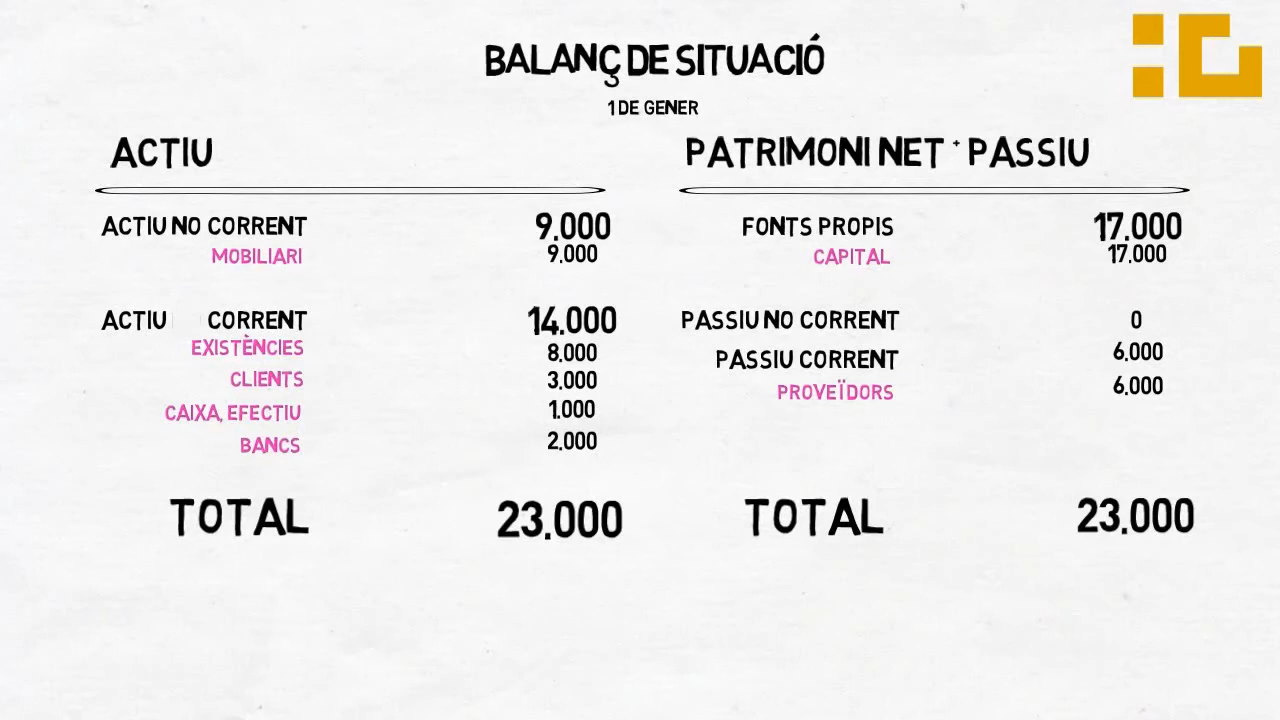 BALANÇ DE SITUACIÓ
1 DE GENER
ACTIU
ACTIU NO CORRENT 9.000
MOBILIARI 9.000
ACTIU CORRENT 14.000
EXISTÈNCIES 8.000
CLIENTS 3.000
CAIXA, EFECTIU 1.000
BANCS 2.000
TOTAL 23.000
PATRIMONI NET + PASSIU
FONTS PROPIS 17.000
CAPITAL 17.000
PASSIU NO CORRENT 0
PASSIU CORRENT 6.000
PROVEÏDORS 6.000
TOTAL 23.000